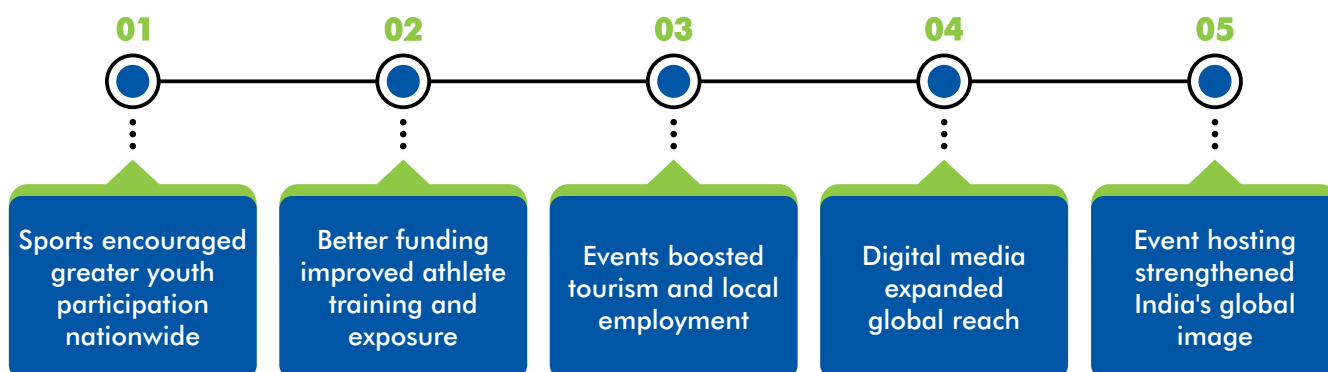 01
Sports encouraged
greater youth
participation
nationwide
02
Better funding
improved athlete
training and
exposure
03
Events boosted
tourism and local
employment
04
Digital media
expanded
global reach
05
Event hosting
strengthened
India's global
image